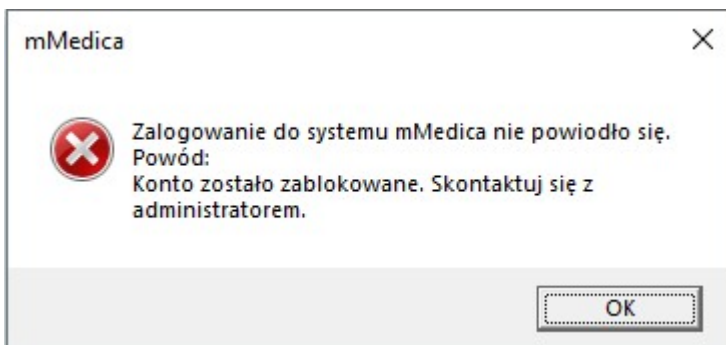 mMedica
Zalogowanie do systemu mMedica nie powiodło się.
Powód:
Konto zostało zablokowane. Skontaktuj się z
administratorem.
OK